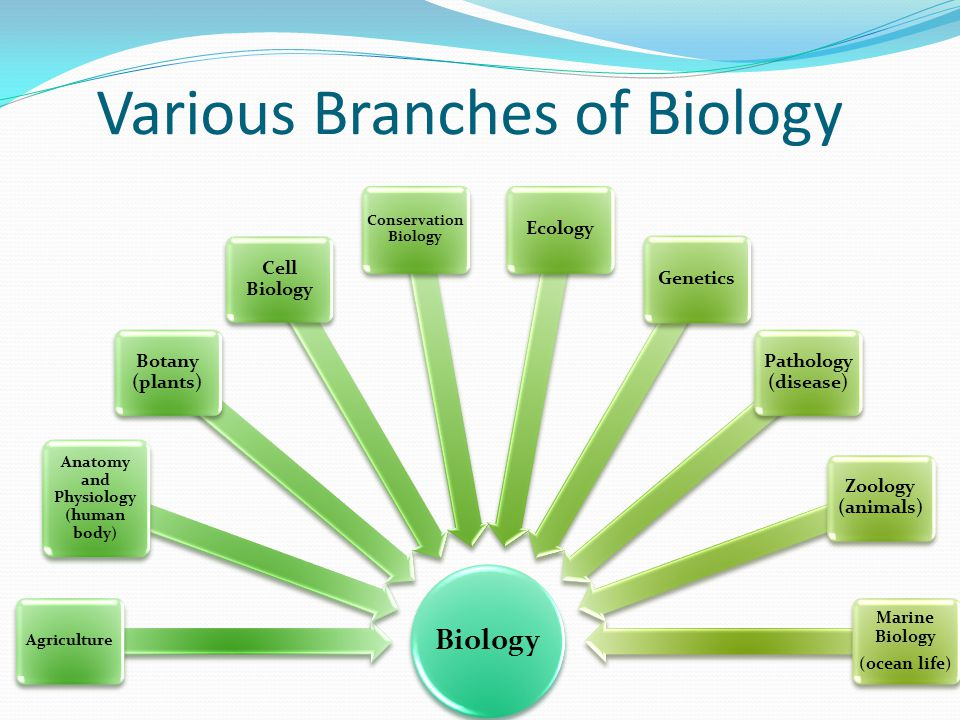 Various Branches of Biology
Conservation
Biology
Ecology
Cell
Biology
Genetics
Botany
(plants)
Pathology
(disease)
Anatomy
and
Physiology
(human
body)
Zoology
(animals)
Agriculture
Biology
Marine
Biology
(ocean life)